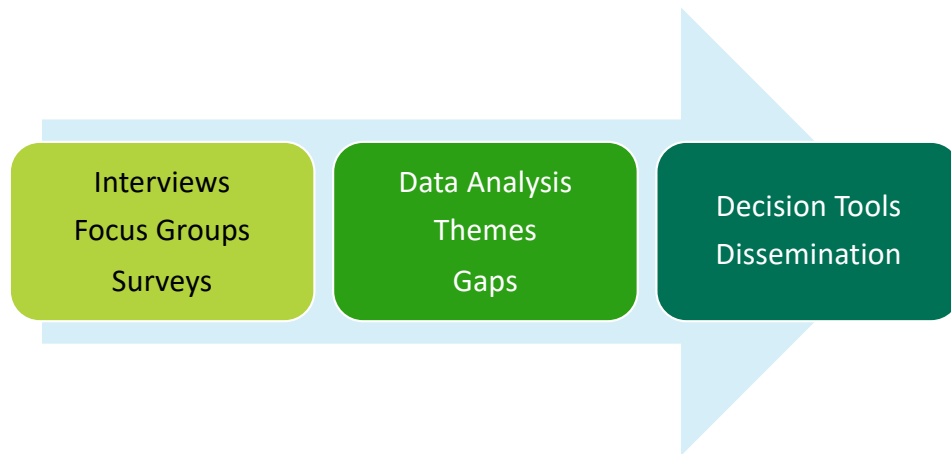 Interviews
Focus Groups
Surveys
Data Analysis
Themes
Gaps
Decision Tools
Dissemination